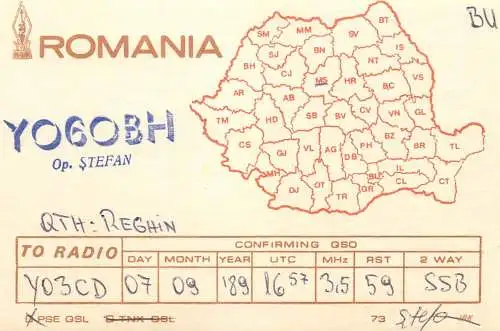 ROMANIA
BU
YO6OBH
Op. ŞTEFAN
SM MM SV BT
BH SJ BN IS
CJ NT
AR MS HR BC VS
AB
TM HD SB BV CV VN GL
CS GJ VL AG PH BZ BR TL
DB
MH BU IL
DJ OT TR GR CL CT
QTH: REGHIN
TO RADIO CONFIRMING QSO
DAY MONTH YEAR UTC MHz RST 2 WAY
YO3CD 07 09 '89 16 57 3,5 59 SSB
PSE QSL TNX QSL 73